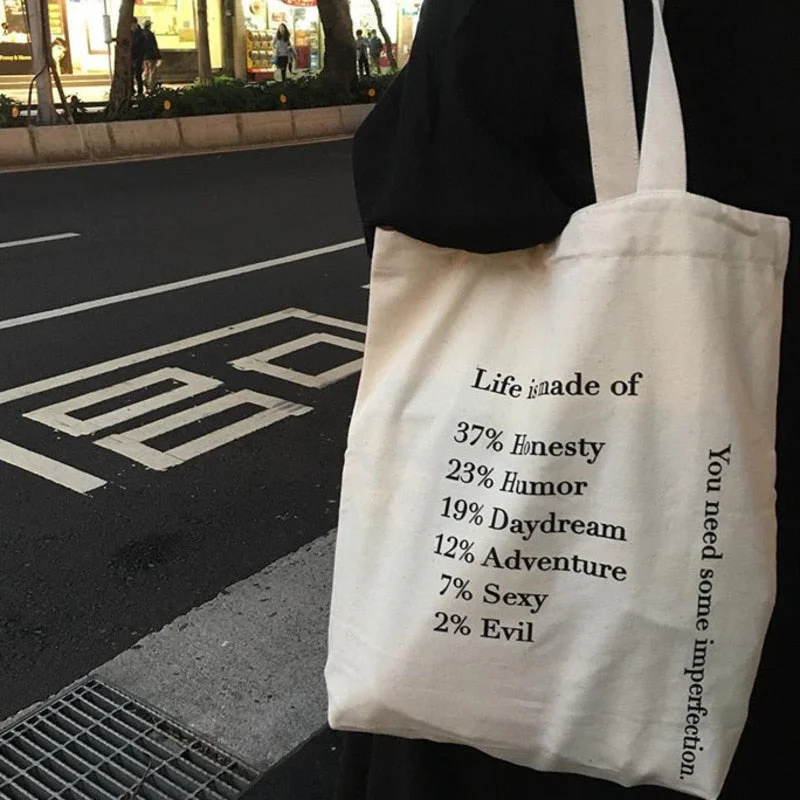 Life is made of
37% Honesty
23% Humor
19% Daydream
12% Adventure
7% Sexy
2% Evil
You need some imperfection.